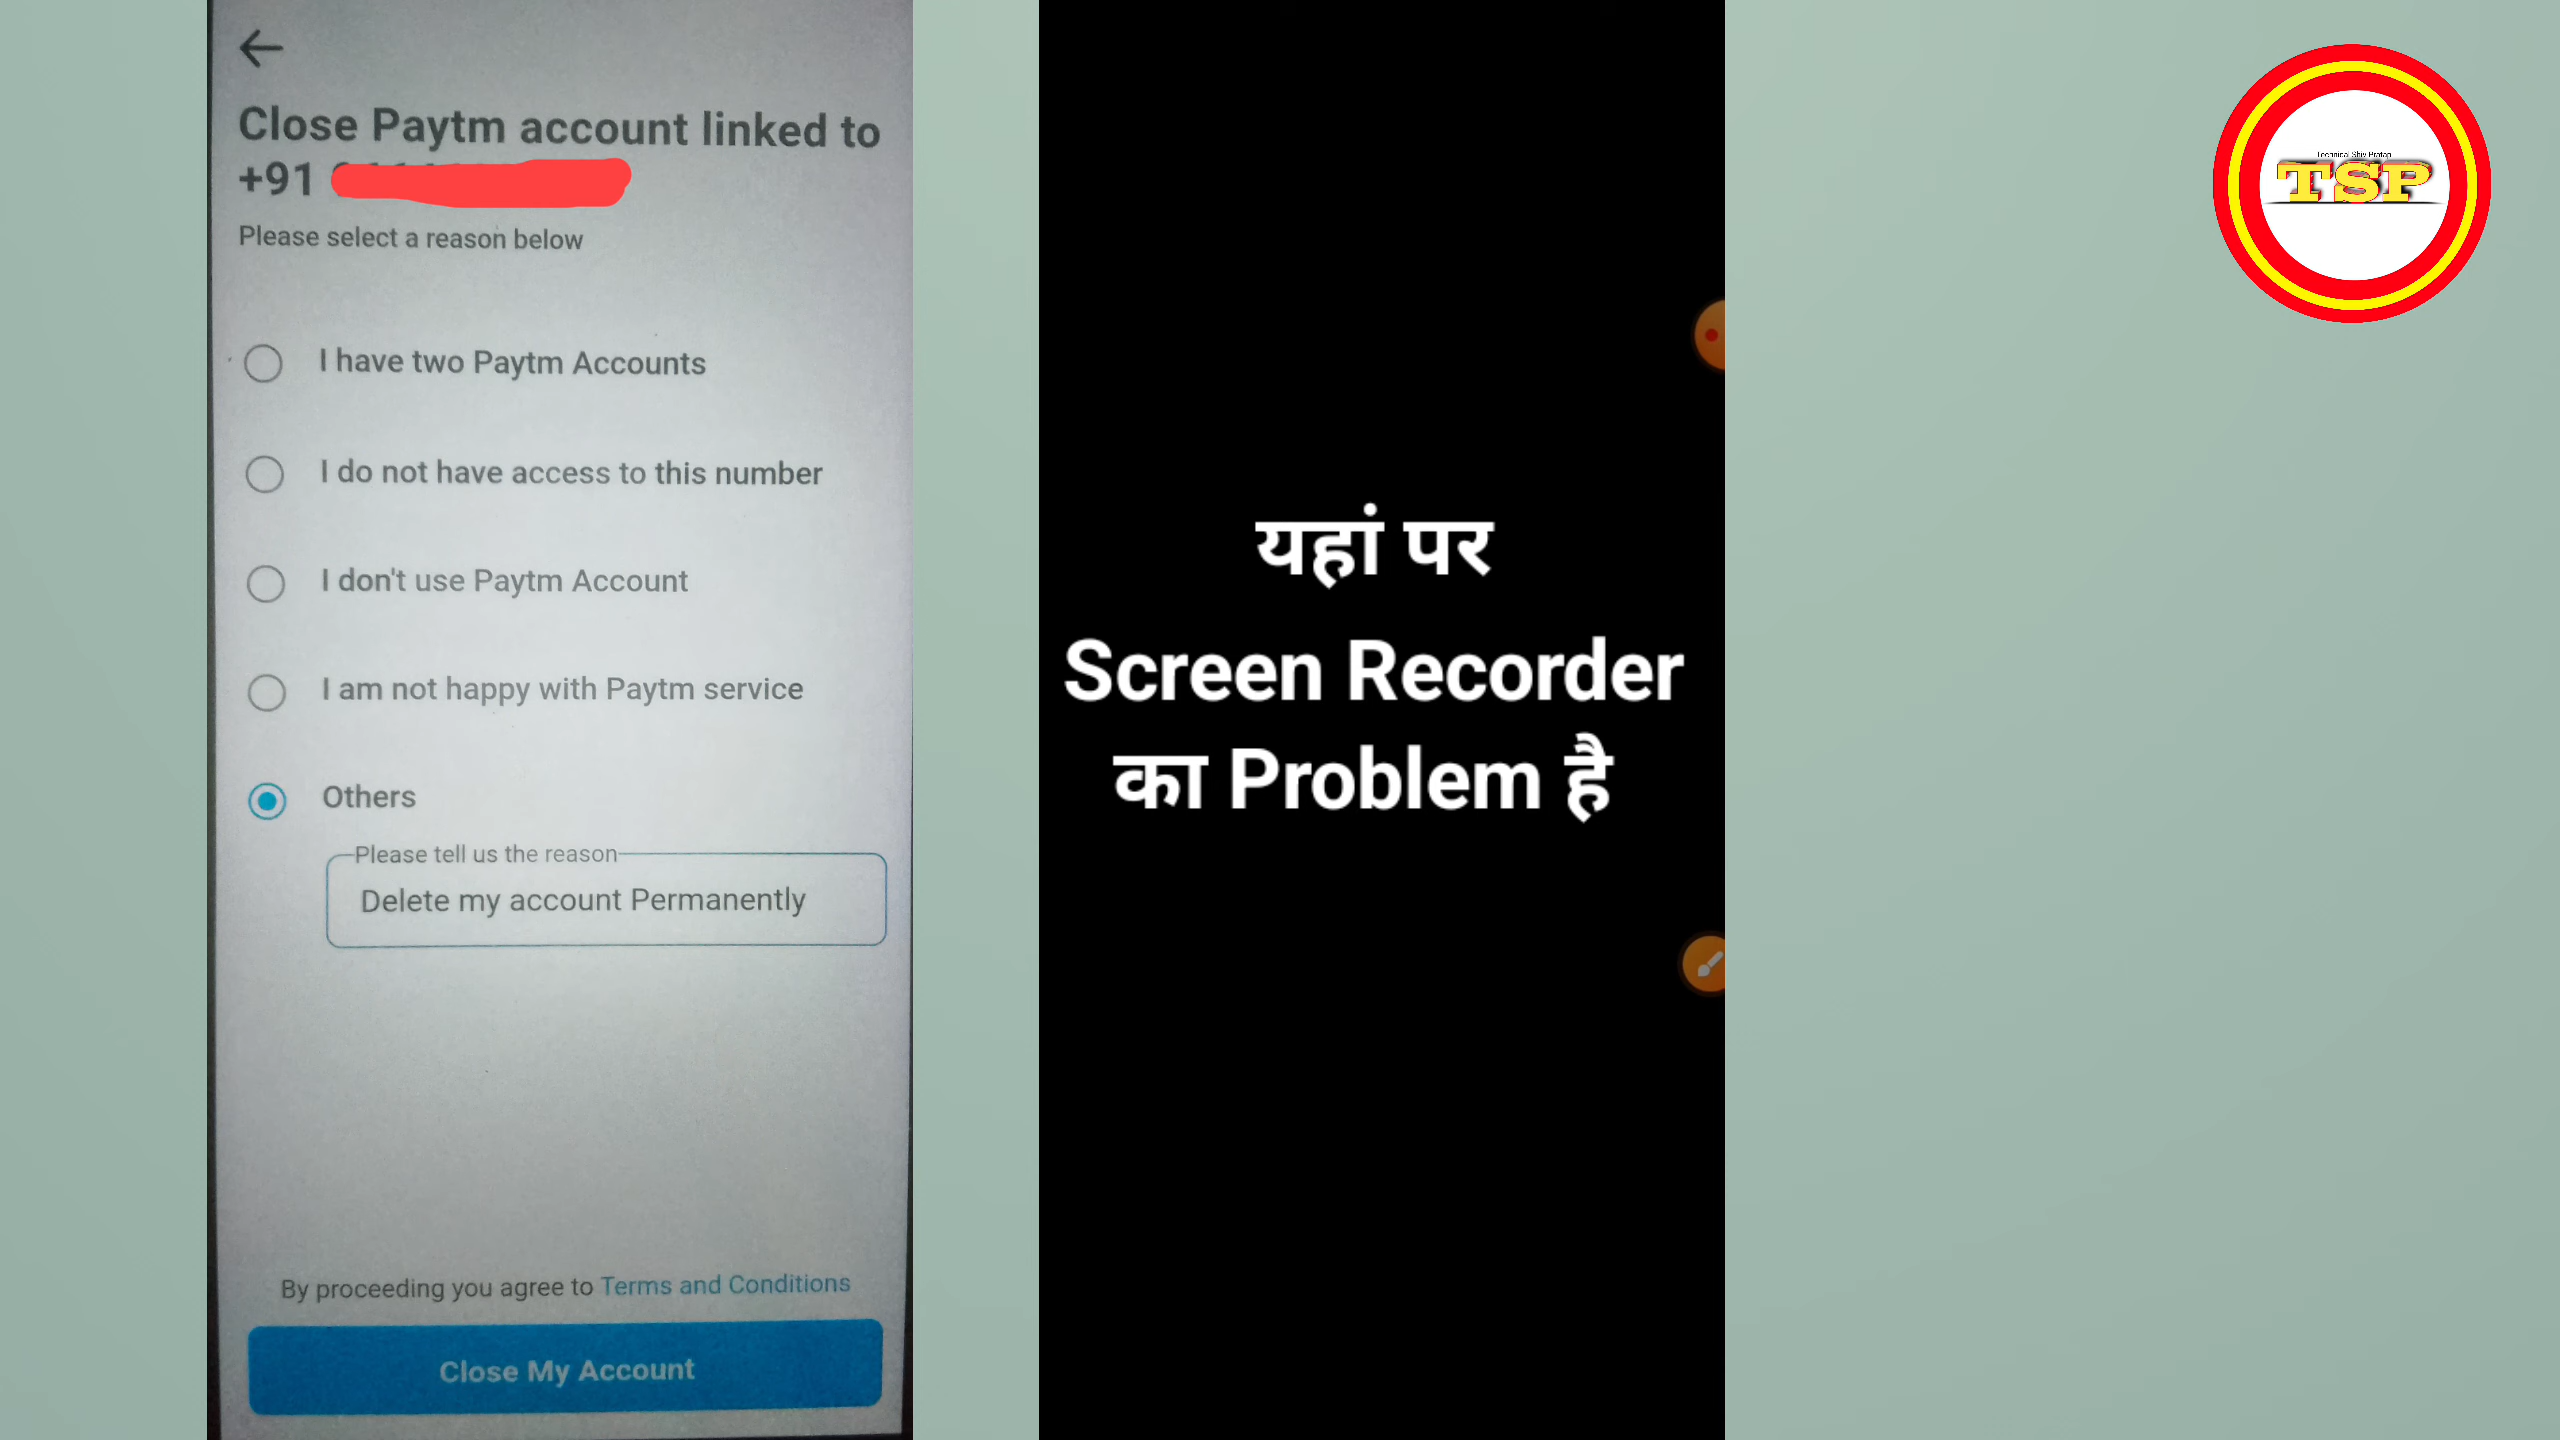 Close Paytm account linked to
+91
Please select a reason below
I have two Paytm Accounts
I do not have access to this number
I don't use Paytm Account
I am not happy with Paytm service
Others
Please tell us the reason
Delete my account Permanently
By proceeding you agree to Terms and Conditions
Close My Account
यहां पर
Screen Recorder
का Problem है
Technical Shiv Pratap
TSP